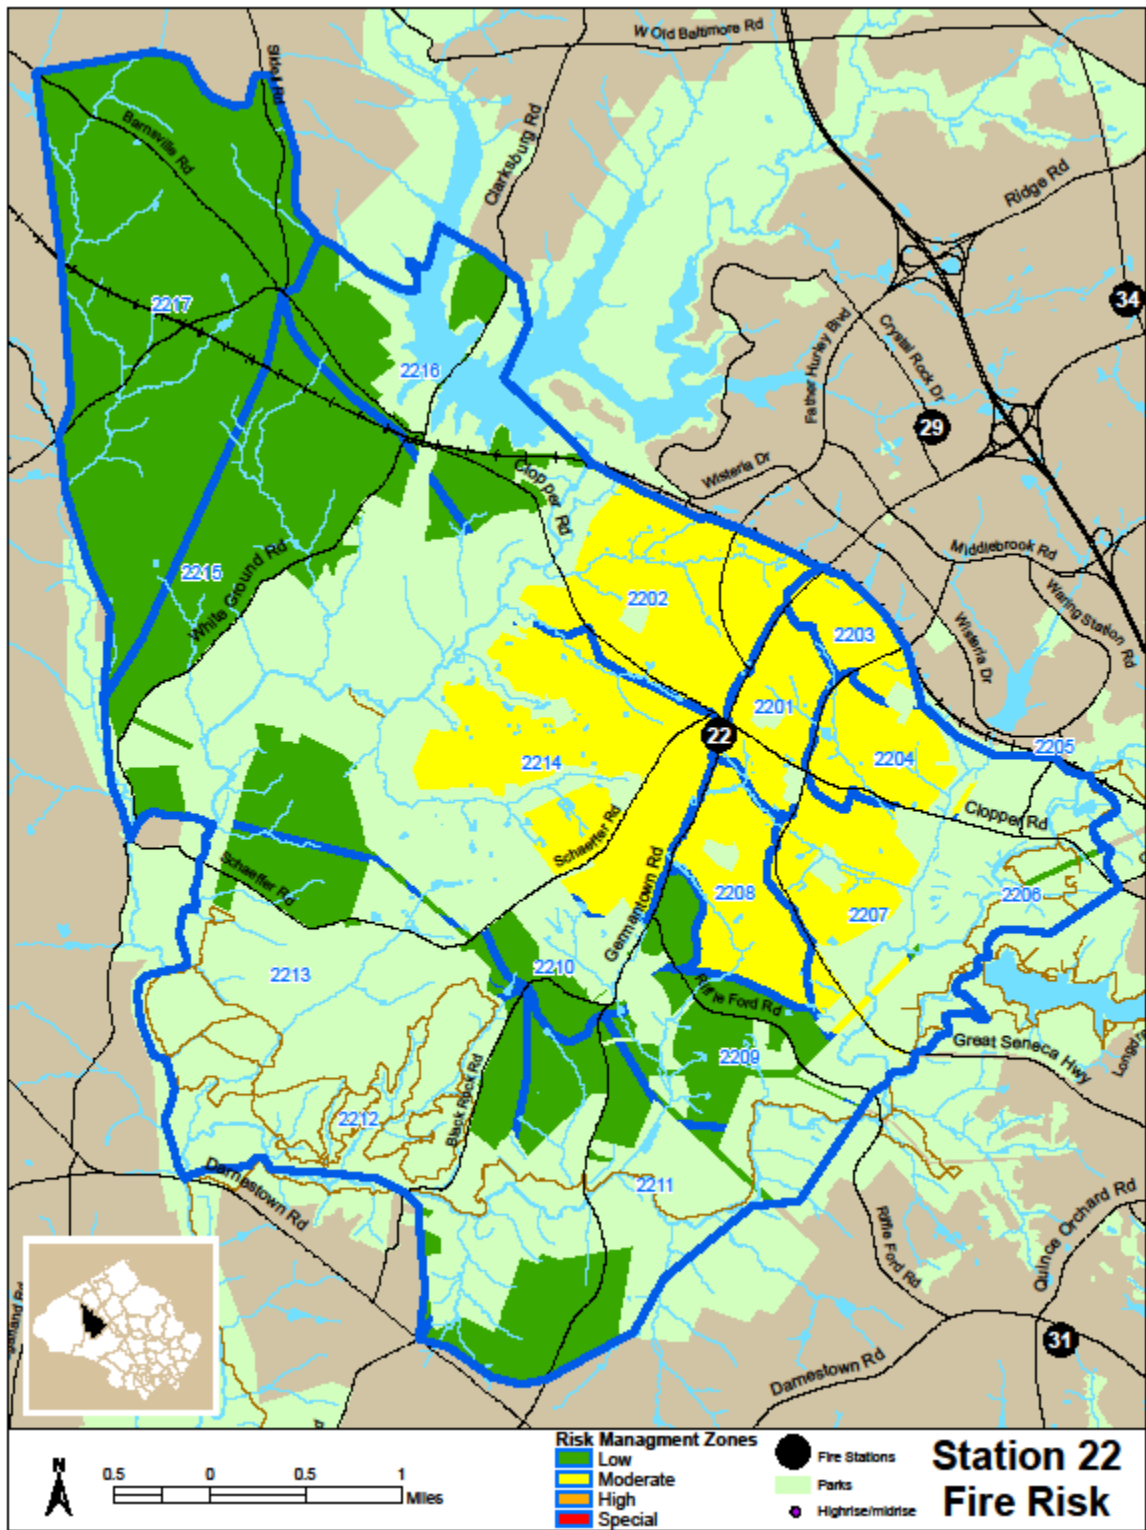 W Old Baltimore Rd
Slidell Rd
Barnsville Rd
Clarksburg Rd
Ridge Rd
34
2217
Father Hurley Blvd
Crystal Rock Dr
2216
29
Clopper Rd
Wisteria Dr
Middlebrook Rd
2215
White Ground Rd
2202
2203
Waring Station Rd
Wisteria Dr
2201
22
2205
2214
2204
Clopper Rd
Schaeffer Rd
Schaeffer Rd
2208
2206
2207
Germantown Rd
2210
2213
Riffle Ford Rd
2209
Great Seneca Hwy
Black Rock Rd
2212
Darnestown Rd
2211
Riffle Ford Rd
Quince Orchard Rd
31
Darnestown Rd
N
0.5 0 0.5 1
Miles
Risk Managment Zones
Low
Moderate
High
Special
Fire Stations
Parks
Highrise/midrise
Station 22
Fire Risk